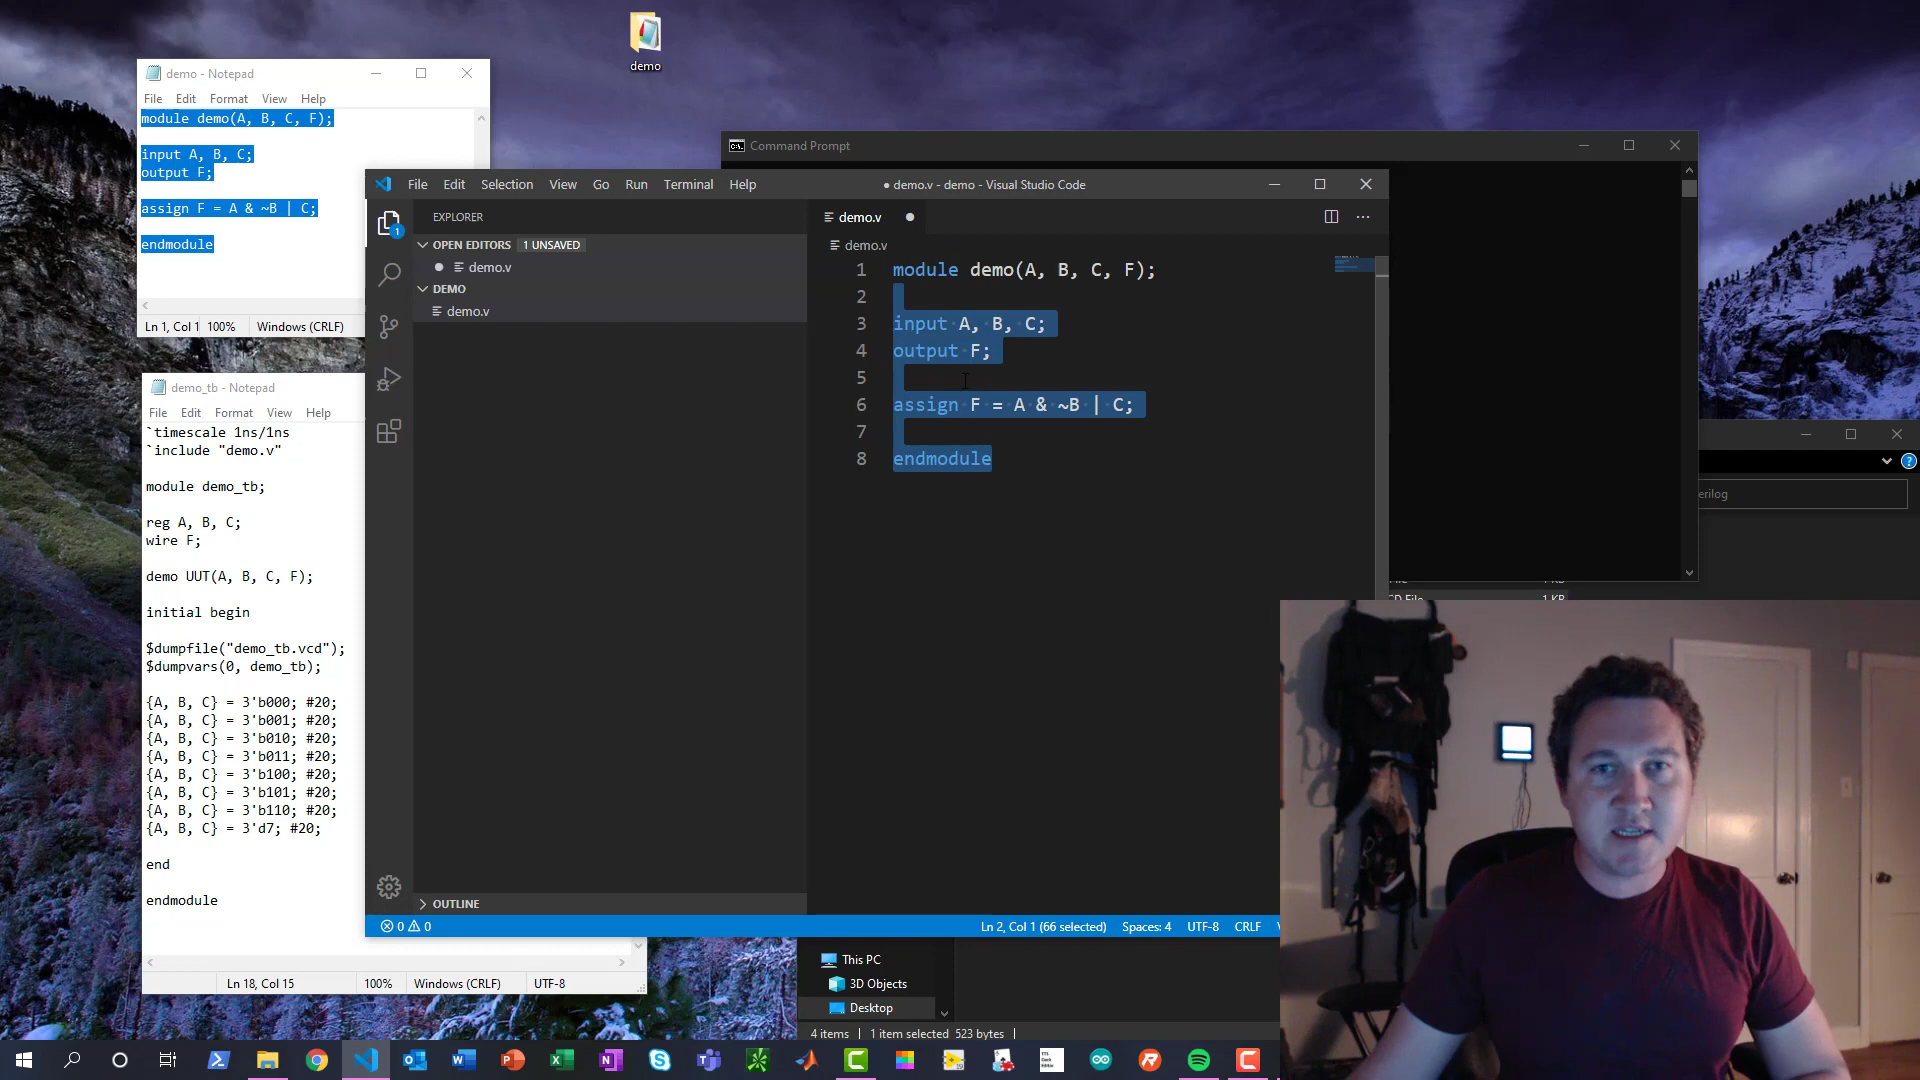 demo
demo - Notepad
File Edit Format View Help
module demo(A, B, C, F);
input A, B, C;
output F;
assign F = A & ~B | C;
endmodule
Ln 1, Col 1 100% Windows (CRLF)
demo_tb - Notepad
File Edit Format View Help
`timescale 1ns/1ns
`include "demo.v"
module demo_tb;
reg A, B, C;
wire F;
demo UUT(A, B, C, F);
initial begin
$dumpfile("demo_tb.vcd");
$dumpvars(0, demo_tb);
{A, B, C} = 3'b000; #20;
{A, B, C} = 3'b001; #20;
{A, B, C} = 3'b010; #20;
{A, B, C} = 3'b011; #20;
{A, B, C} = 3'b100; #20;
{A, B, C} = 3'b101; #20;
{A, B, C} = 3'b110; #20;
{A, B, C} = 3'd7; #20;
end
endmodule
Ln 18, Col 15 100% Windows (CRLF) UTF-8
Command Prompt
File Edit Selection View Go Run Terminal Help
● demo.v - demo - Visual Studio Code
1
EXPLORER
OPEN EDITORS 1 UNSAVED
demo.v
DEMO
demo.v
OUTLINE
demo.v
demo.v
1 module demo(A, B, C, F);
2
3 input A, B, C;
4 output F;
5
6 assign F = A & ~B | C;
7
8 endmodule
0 0
Ln 2, Col 1 (66 selected) Spaces: 4 UTF-8 CRLF
erilog
CD File 1 KB
This PC
3D Objects
Desktop
4 items 1 item selected 523 bytes